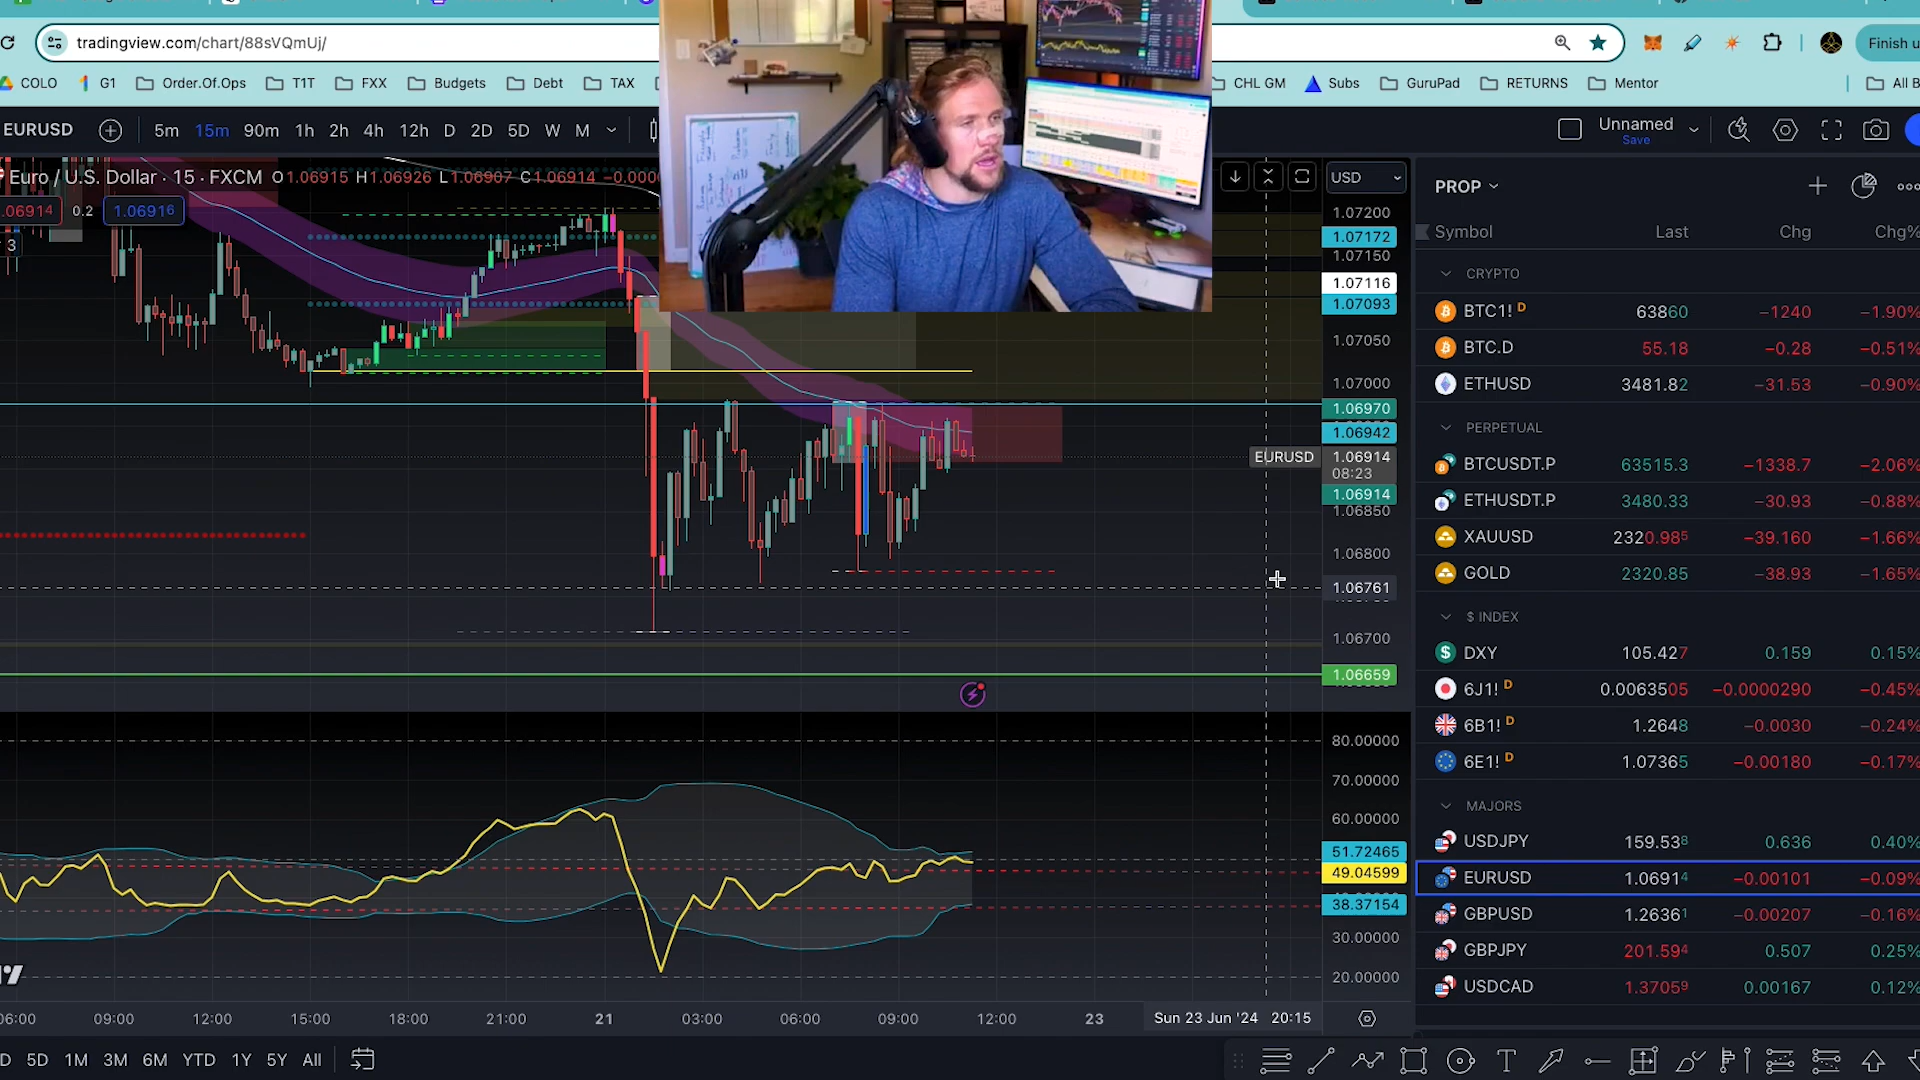 tradingview.com/chart/88sVQmUj/
Finish u
COLO G1 Order.Of.Ops T1T FXX Budgets Debt TAX CHL GM Subs GuruPad RETURNS Mentor All B
EURUSD 5m 15m 90m 1h 2h 4h 12h D 2D 5D W M Unnamed
Save
Euro / U.S. Dollar · 15 · FXCM O1.06915 H1.06926 L1.06907 C1.06914 −0.000
.06914 0.2 1.06916
3
USD
1.07200
1.07172
1.07150
1.07116
1.07093
1.07050
1.07000
1.06970
1.06942
EURUSD 1.06914
08:23
1.06914
1.06850
1.06800
1.06761
1.06700
1.06659
80.00000
70.00000
60.00000
51.72465
49.04599
38.37154
30.00000
20.00000
06:00 09:00 12:00 15:00 18:00 21:00 21 03:00 06:00 09:00 12:00 23 Sun 23 Jun '24 20:15
D 5D 1M 3M 6M YTD 1Y 5Y All
PROP
Symbol Last Chg Chg%
CRYPTO
BTC1! D 63860 −1240 −1.90%
BTC.D 55.18 −0.28 −0.51%
ETHUSD 3481.82 −31.53 −0.90%
PERPETUAL
BTCUSDT.P 63515.3 −1338.7 −2.06%
ETHUSDT.P 3480.33 −30.93 −0.88%
XAUUSD 2320.985 −39.160 −1.66%
GOLD 2320.85 −38.93 −1.65%
$ INDEX
DXY 105.427 0.159 0.15%
6J1! D 0.0063505 −0.0000290 −0.45%
6B1! D 1.2648 −0.0030 −0.24%
6E1! D 1.07365 −0.00180 −0.17%
MAJORS
USDJPY 159.538 0.636 0.40%
EURUSD 1.06914 −0.00101 −0.09%
GBPUSD 1.26361 −0.00207 −0.16%
GBPJPY 201.594 0.507 0.25%
USDCAD 1.37059 0.00167 0.12%